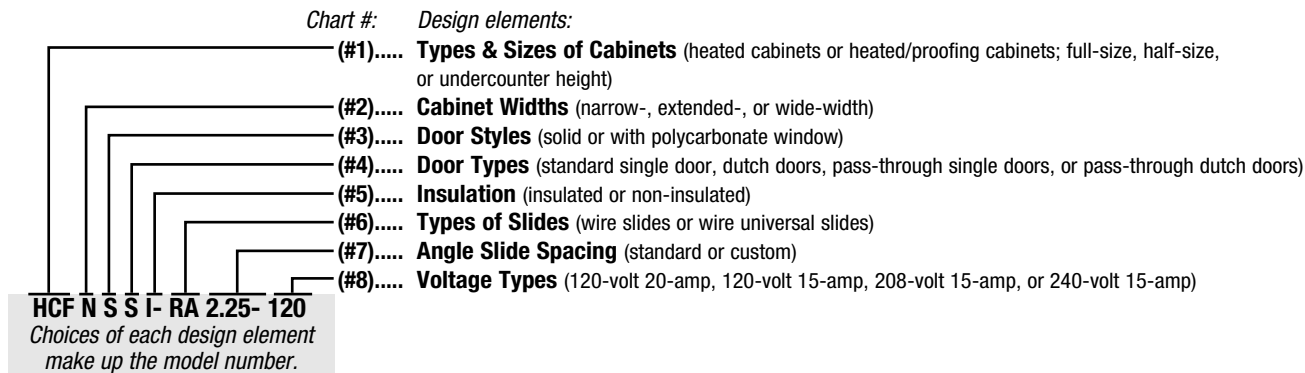 Chart #: Design elements:
(#1)..... Types & Sizes of Cabinets (heated cabinets or heated/proofing cabinets; full-size, half-size,
or undercounter height)
(#2)..... Cabinet Widths (narrow-, extended-, or wide-width)
(#3)..... Door Styles (solid or with polycarbonate window)
(#4)..... Door Types (standard single door, dutch doors, pass-through single doors, or pass-through dutch doors)
(#5)..... Insulation (insulated or non-insulated)
(#6)..... Types of Slides (wire slides or wire universal slides)
(#7)..... Angle Slide Spacing (standard or custom)
(#8)..... Voltage Types (120-volt 20-amp, 120-volt 15-amp, 208-volt 15-amp, or 240-volt 15-amp)
HCF N S S I- RA 2.25- 120
Choices of each design element
make up the model number.